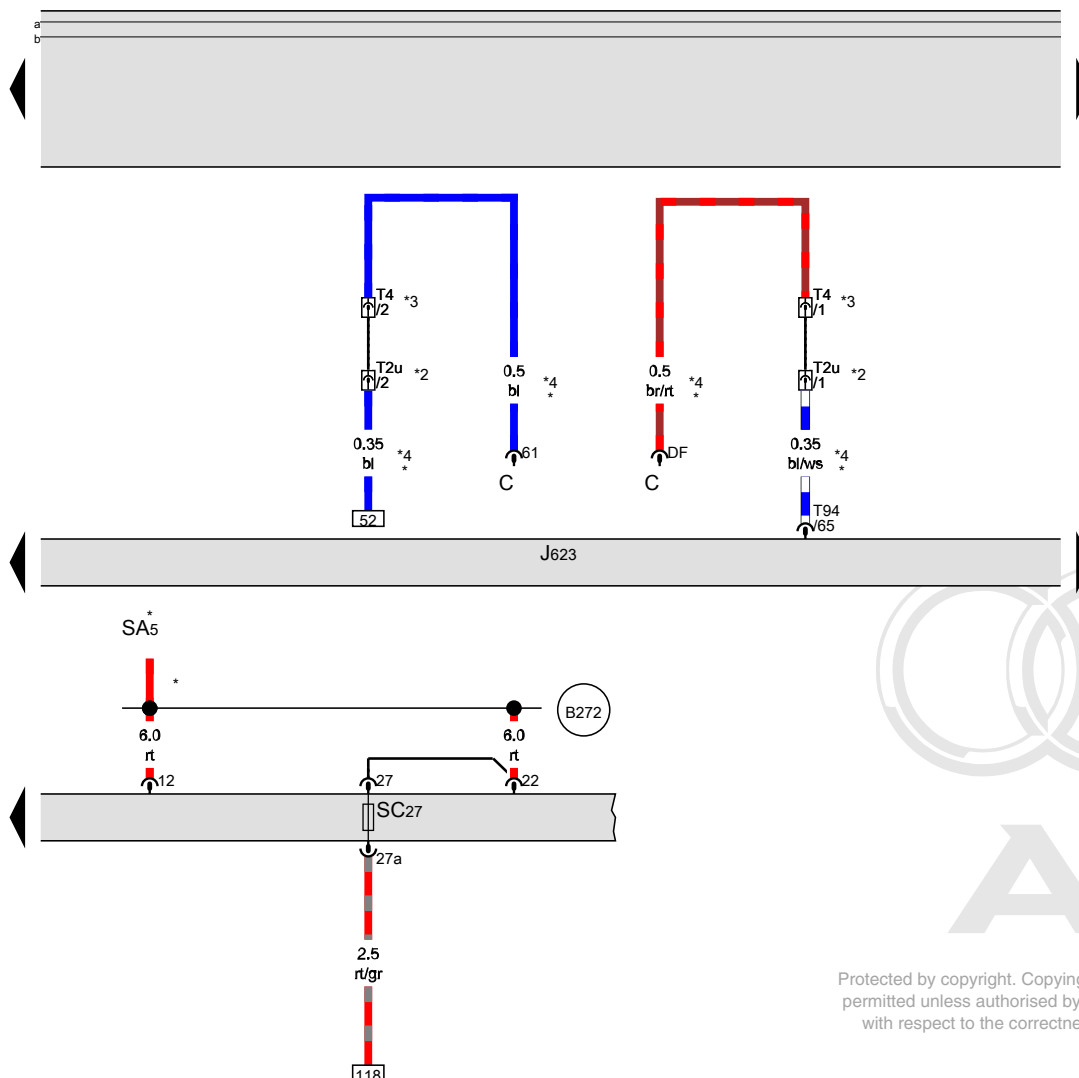 a
b
T4
/2
*3
T4
/1
*3
T2u
/2
*2
T2u
/1
*2
0.5
bl
*4
*
0.5
br/rt
*4
*
0.35
bl
*4
*
0.35
bl/ws
*4
*
61
C
DF
C
52
T94
/65
J623
*
SA5
*
B272
6.0
rt
6.0
rt
12
27
22
SC27
27a
2.5
rt/gr
118
A
Protected by copyright. Copying
permitted unless authorised by
with respect to the correctne